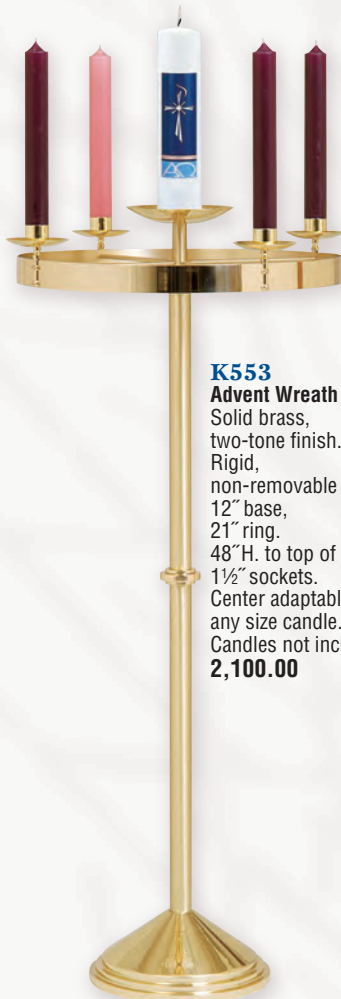 K553
Advent Wreath
Solid brass,
two-tone finish.
Rigid,
non-removable
12″ base,
21″ ring.
48″H. to top of
1½″ sockets.
Center
any size candle.
Candles not
2,100.00